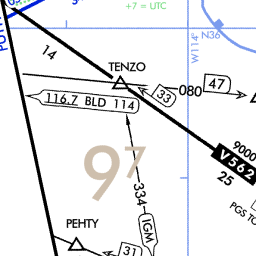 +7 = UTC
N36
W114°
14
TENZO
47
080
33
116.7 BLD 114
9000
V562
97
334
25
IGM
PEHTY
31